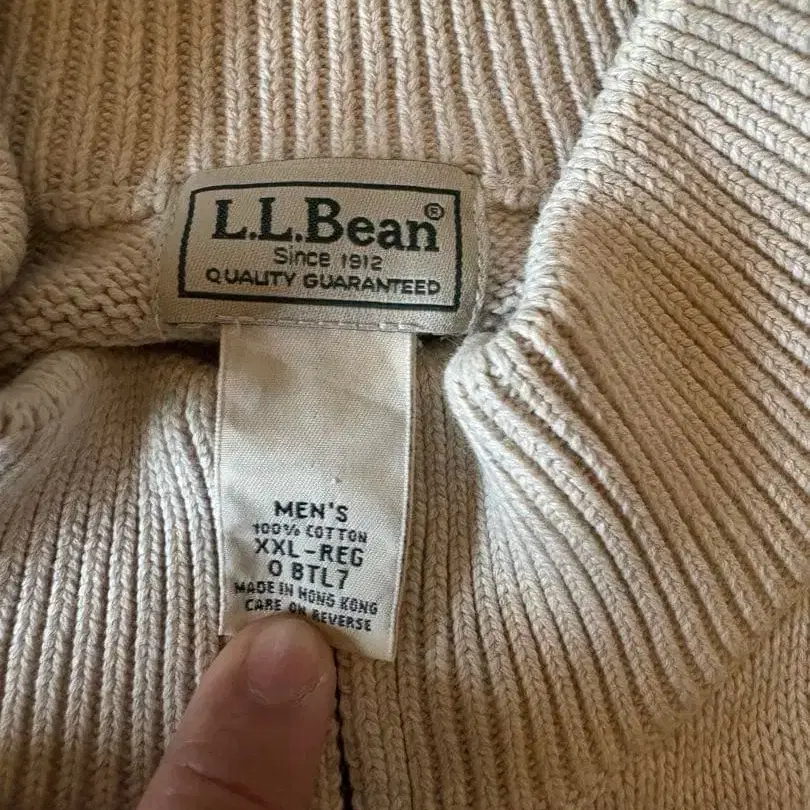 L.L.Bean®
Since 1912
QUALITY GUARANTEED
MEN'S
100% COTTON
XXL-REG
0 BTL7
MADE IN HONG KONG
CARE ON REVERSE